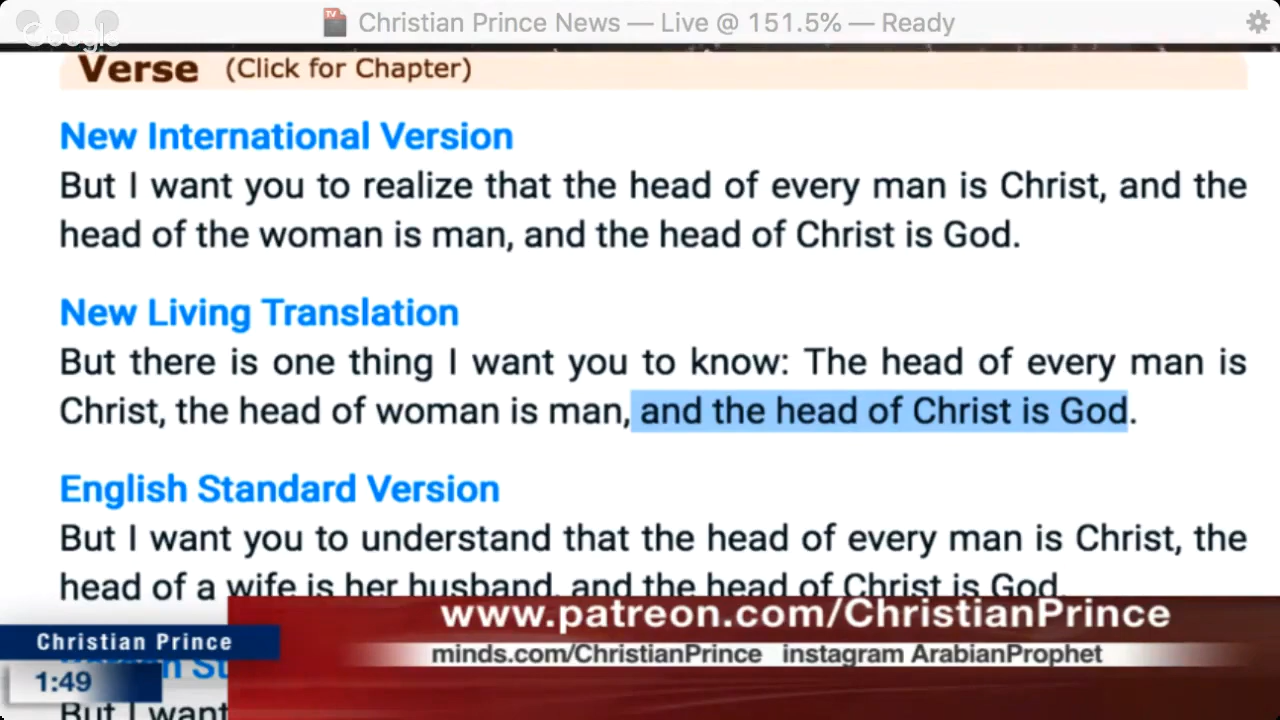 Christian Prince News — Live @ 151.5% — Ready
Google
Verse (Click for Chapter)
New International Version
But I want you to realize that the head of every man is Christ, and the
head of the woman is man, and the head of Christ is God.
New Living Translation
But there is one thing I want you to know: The head of every man is
Christ, the head of woman is man, and the head of Christ is God.
English Standard Version
But I want you to understand that the head of every man is Christ, the
head of a wife is her husband, and the head of Christ is God.
www.patreon.com/ChristianPrince
Christian Prince
minds.com/ChristianPrince instagram ArabianProphet
1:49
But I want